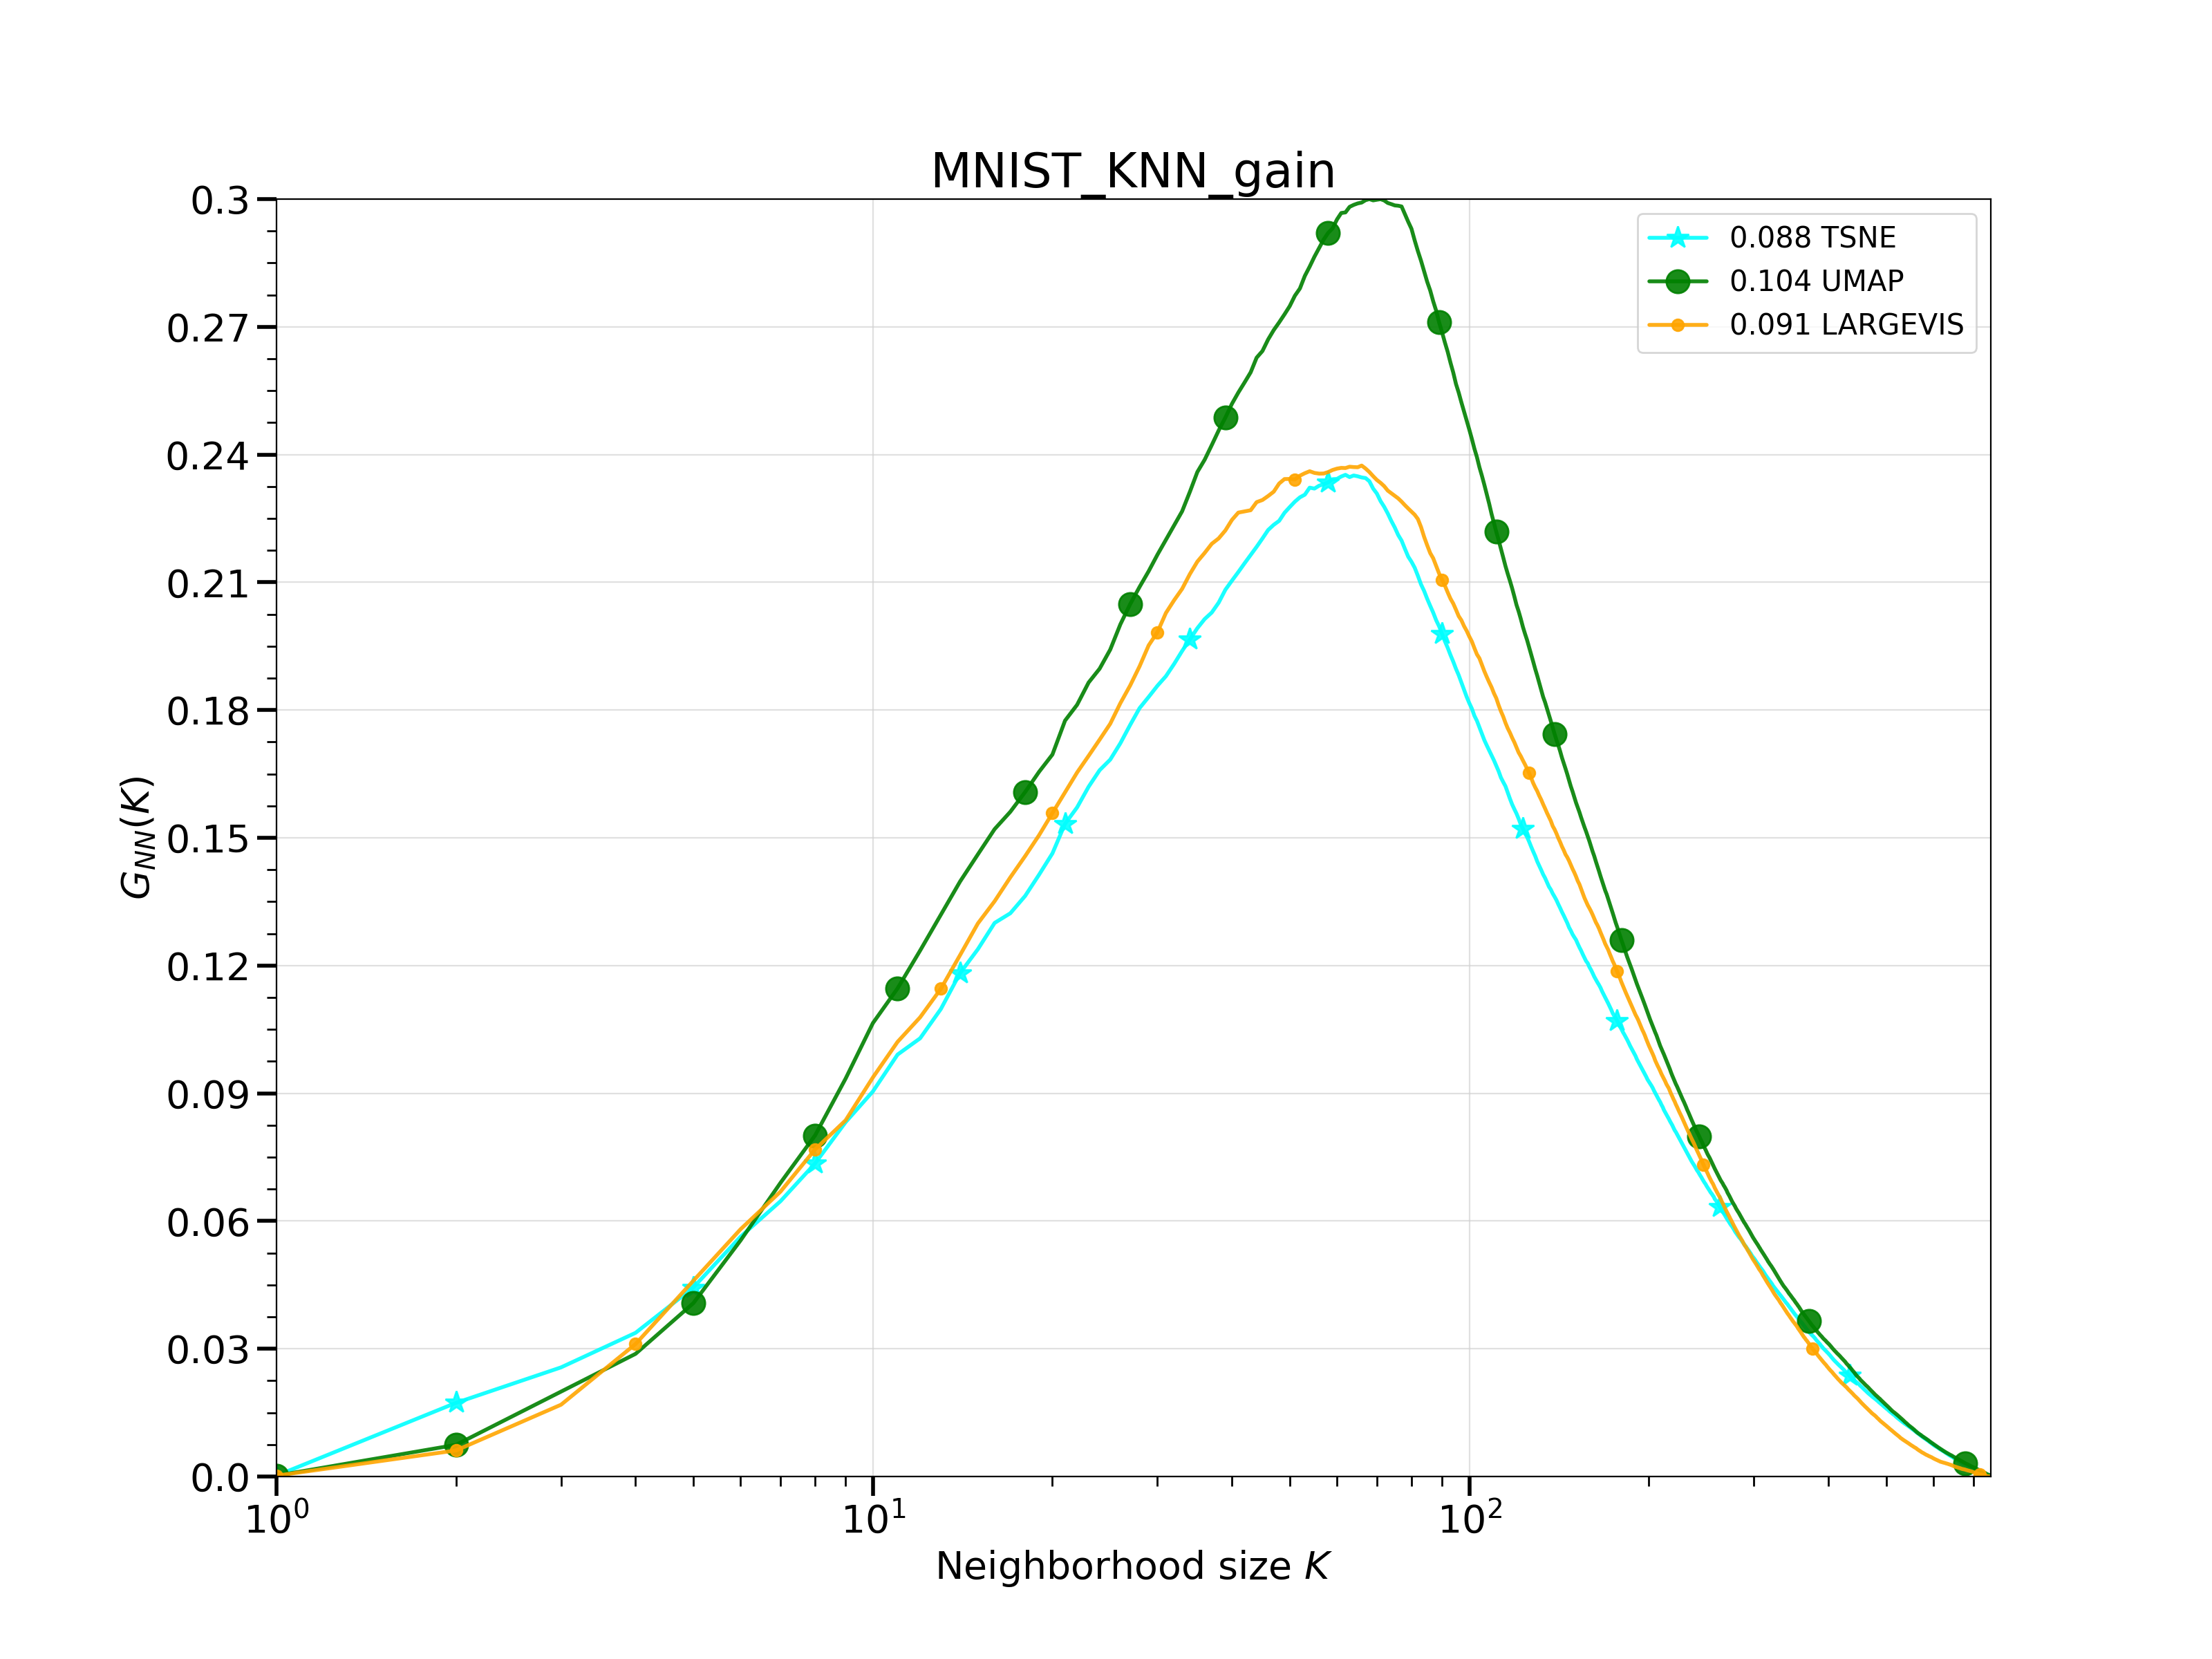 MNIST_KNN_gain
0.3
0.27
0.24
0.21
0.18
0.15
0.12
0.09
0.06
0.03
0.0
G_{NN}(K)
0.088 TSNE
0.104 UMAP
0.091 LARGEVIS
10^0 10^1 10^2
Neighborhood size K